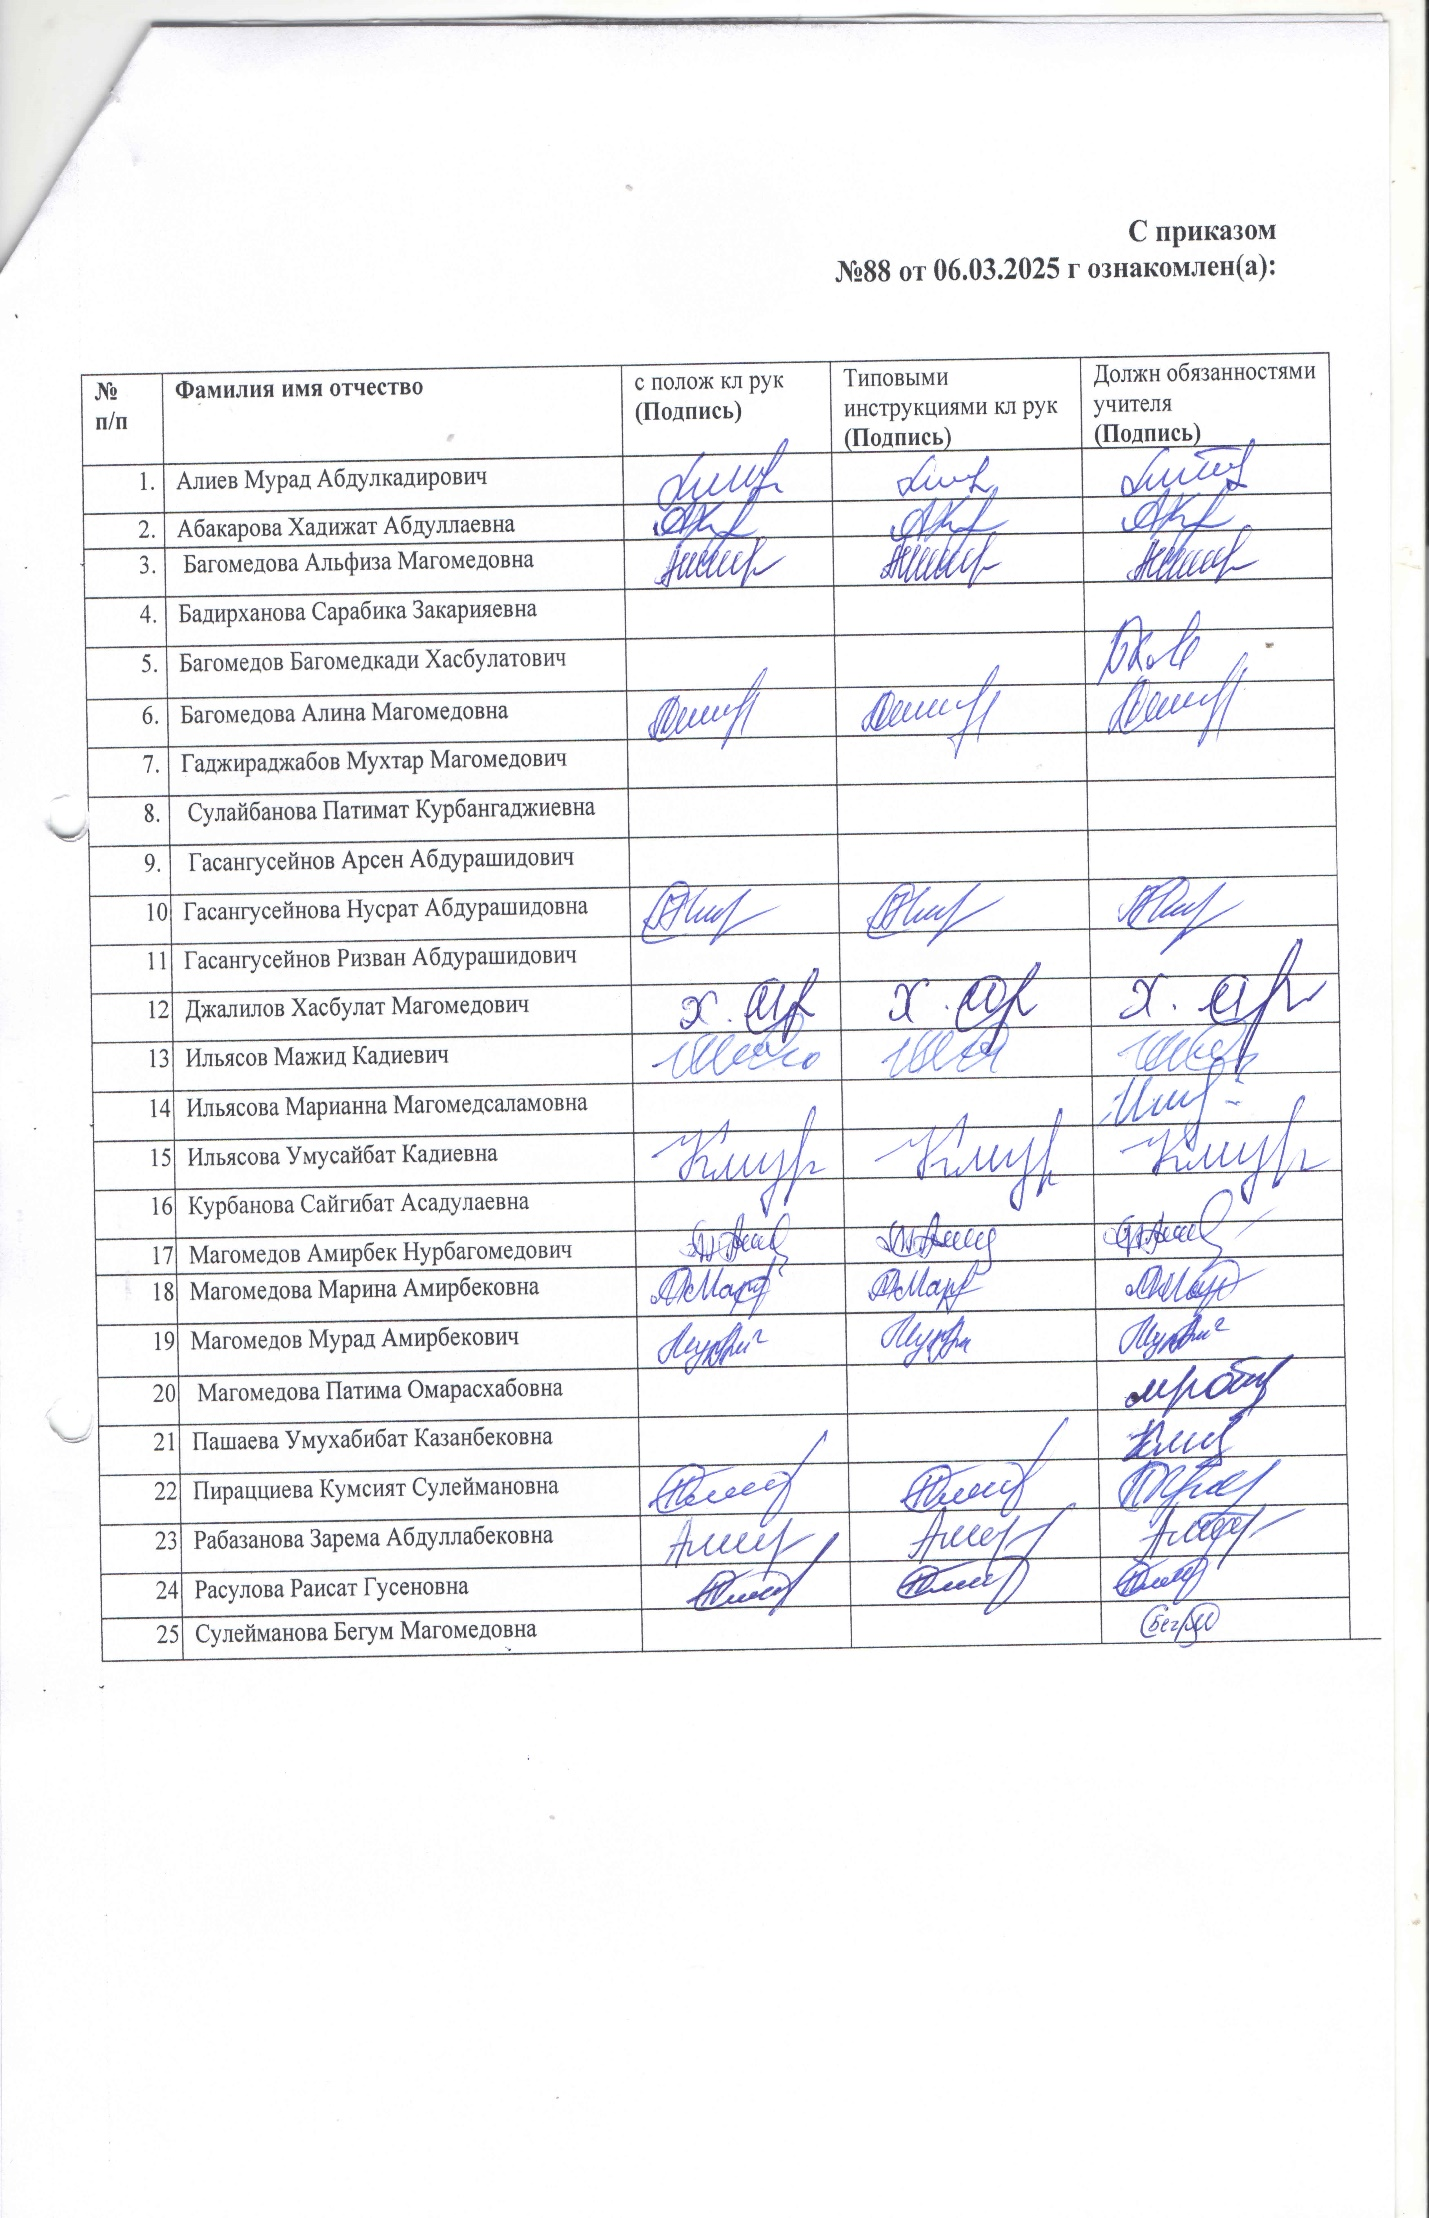 С приказом
№88 от 06.03.2025 г ознакомлен(а):
№ п/п Фамилия имя отчество с полож кл рук (Подпись) Типовыми инструкциями кл рук (Подпись) Должн обязанностями учителя (Подпись)
1. Алиев Мурад Абдулкадирович
2. Абакарова Хадижат Абдуллаевна
3. Багомедова Альфиза Магомедовна
4. Бадирханова Сарабика Закарияевна
5. Багомедов Багомедкади Хасбулатович
6. Багомедова Алина Магомедовна
7. Гаджираджабов Мухтар Магомедович
8. Сулайбанова Патимат Курбангаджиевна
9. Гасангусейнов Арсен Абдурашидович
10 Гасангусейнова Нусрат Абдурашидовна
11 Гасангусейнов Ризван Абдурашидович
12 Джалилов Хасбулат Магомедович
13 Ильясов Мажид Кадиевич
14 Ильясова Марианна Магомедсаламовна
15 Ильясова Умусайбат Кадиевна
16 Курбанова Сайгибат Асадулаевна
17 Магомедов Амирбек Нурбагомедович
18 Магомедова Марина Амирбековна
19 Магомедов Мурад Амирбекович
20 Магомедова Патима Омарасхабовна
21 Пашаева Умухабибат Казанбековна
22 Пирацциева Кумсият Сулеймановна
23 Рабазанова Зарема Абдуллабековна
24 Расулова Раисат Гусеновна
25 Сулейманова Бегум Магомедовна